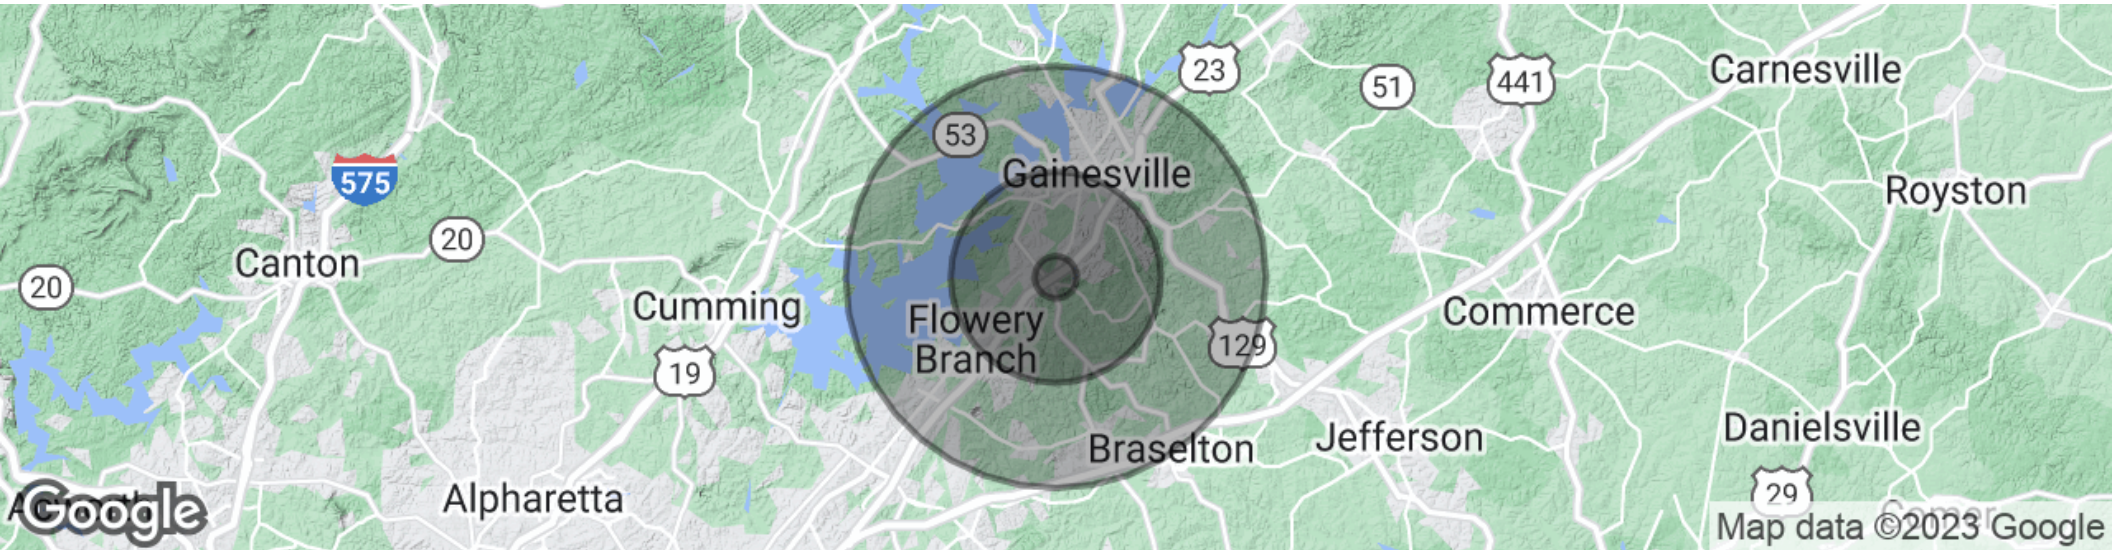 23
441
Carnesville
51
53
Gainesville
575
Royston
20
Canton
20
Cumming
Flowery
Branch
Commerce
129
19
Danielsville
Braselton
Jefferson
29
Alpharetta
Google
Comer
Map data ©2023 Google